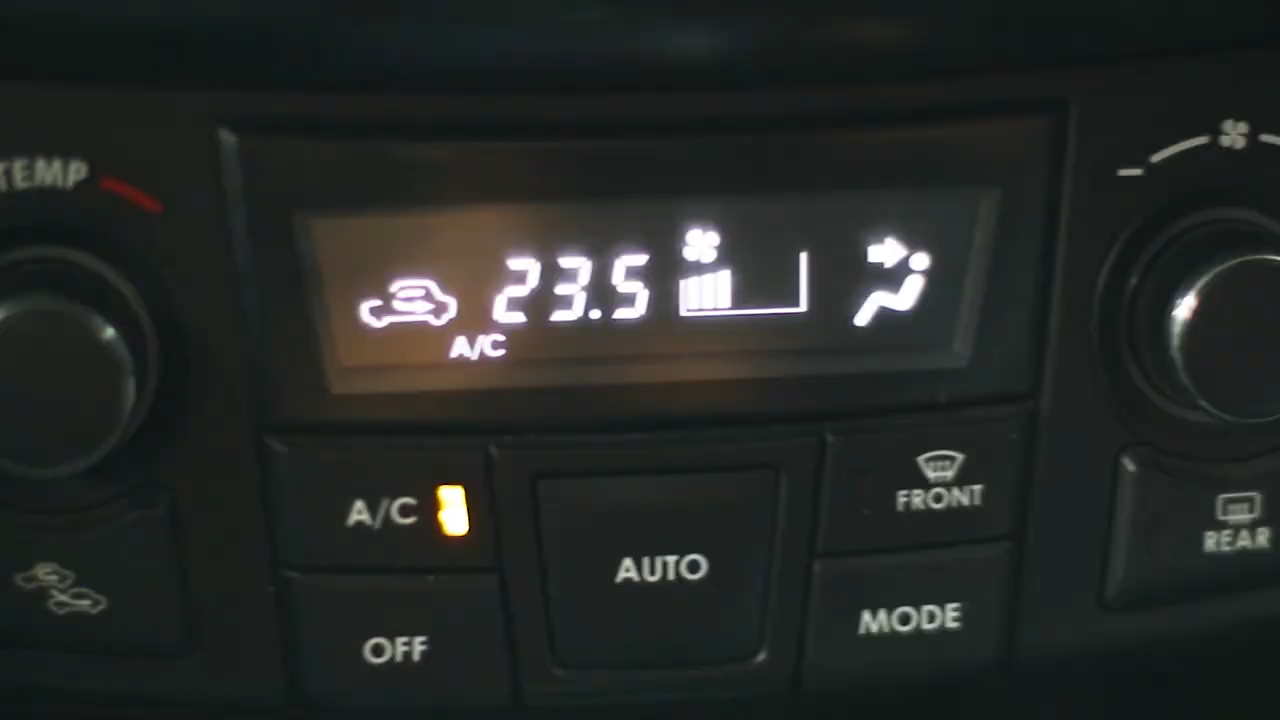 TEMP
23.5
A/C
A/C
AUTO
FRONT
REAR
OFF
MODE